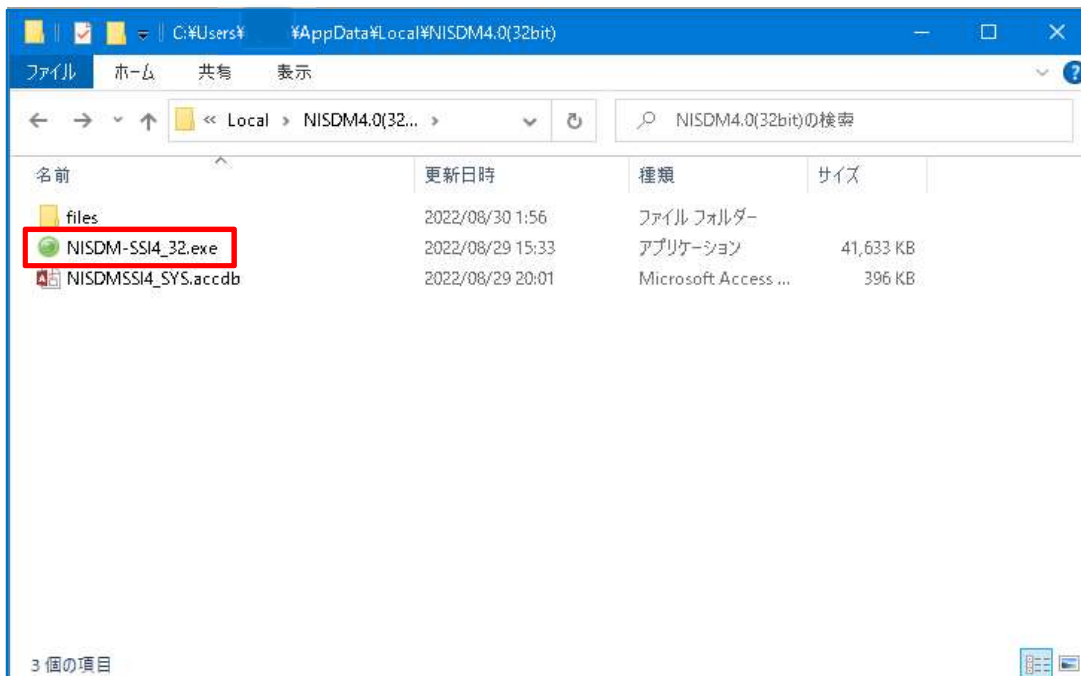 C:¥Users¥ ¥AppData¥Local¥NISDM4.0(32bit)
ファイル ホーム 共有 表示
« Local › NISDM4.0(32... › NISDM4.0(32bit)の検索
名前 更新日時 種類 サイズ
files 2022/08/30 1:56 ファイル フォルダー
NISDM-SSI4_32.exe 2022/08/29 15:33 アプリケーション 41,633 KB
NISDMSSI4_SYS.accdb 2022/08/29 20:01 Microsoft Access ... 396 KB
3 個の項目